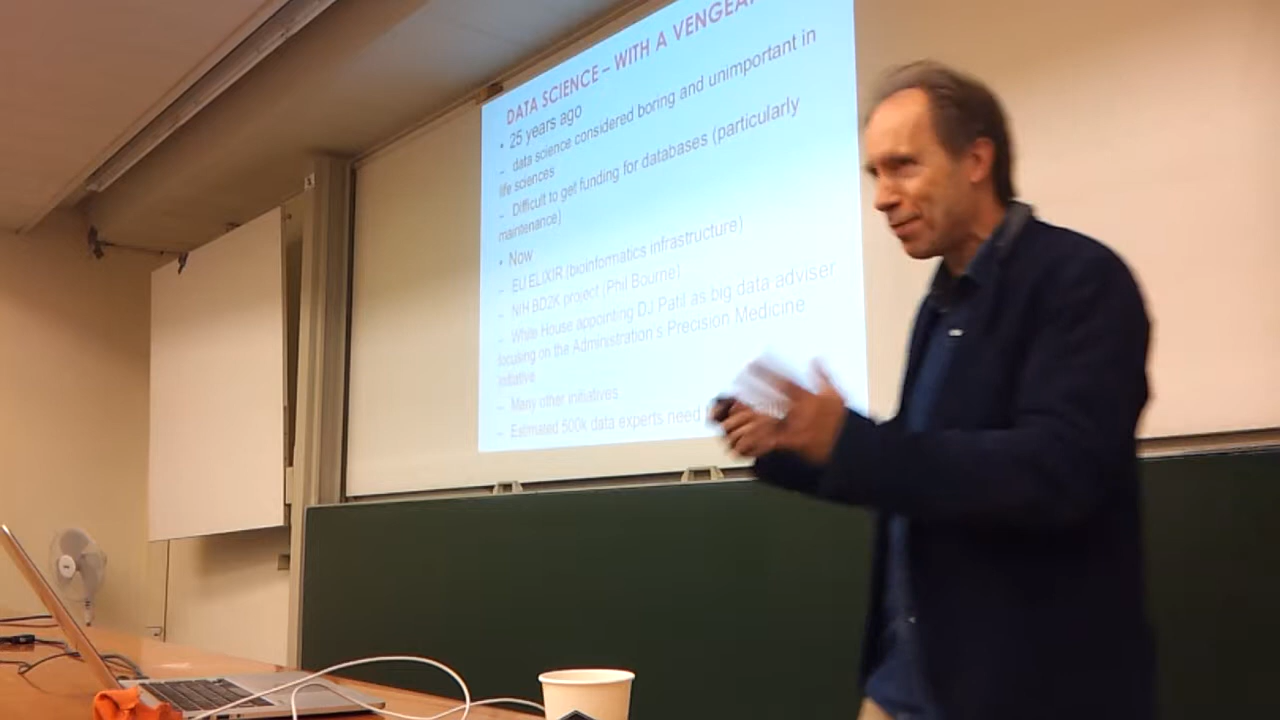 DATA SCIENCE – WITH A
• 25 years ago
– data science considered boring and unimportant in
life sciences
– Difficult to get funding for databases (particularly
maintenance)
• Now
– EU ELIXIR (bioinformatics infrastructure)
– NIH BD2K project (Phil Bourne)
– White House appointing DJ Patil as big data adviser
focusing on the Administration's Precision Medicine
initiative
– Many other initiatives
– Estimated 500k data experts need